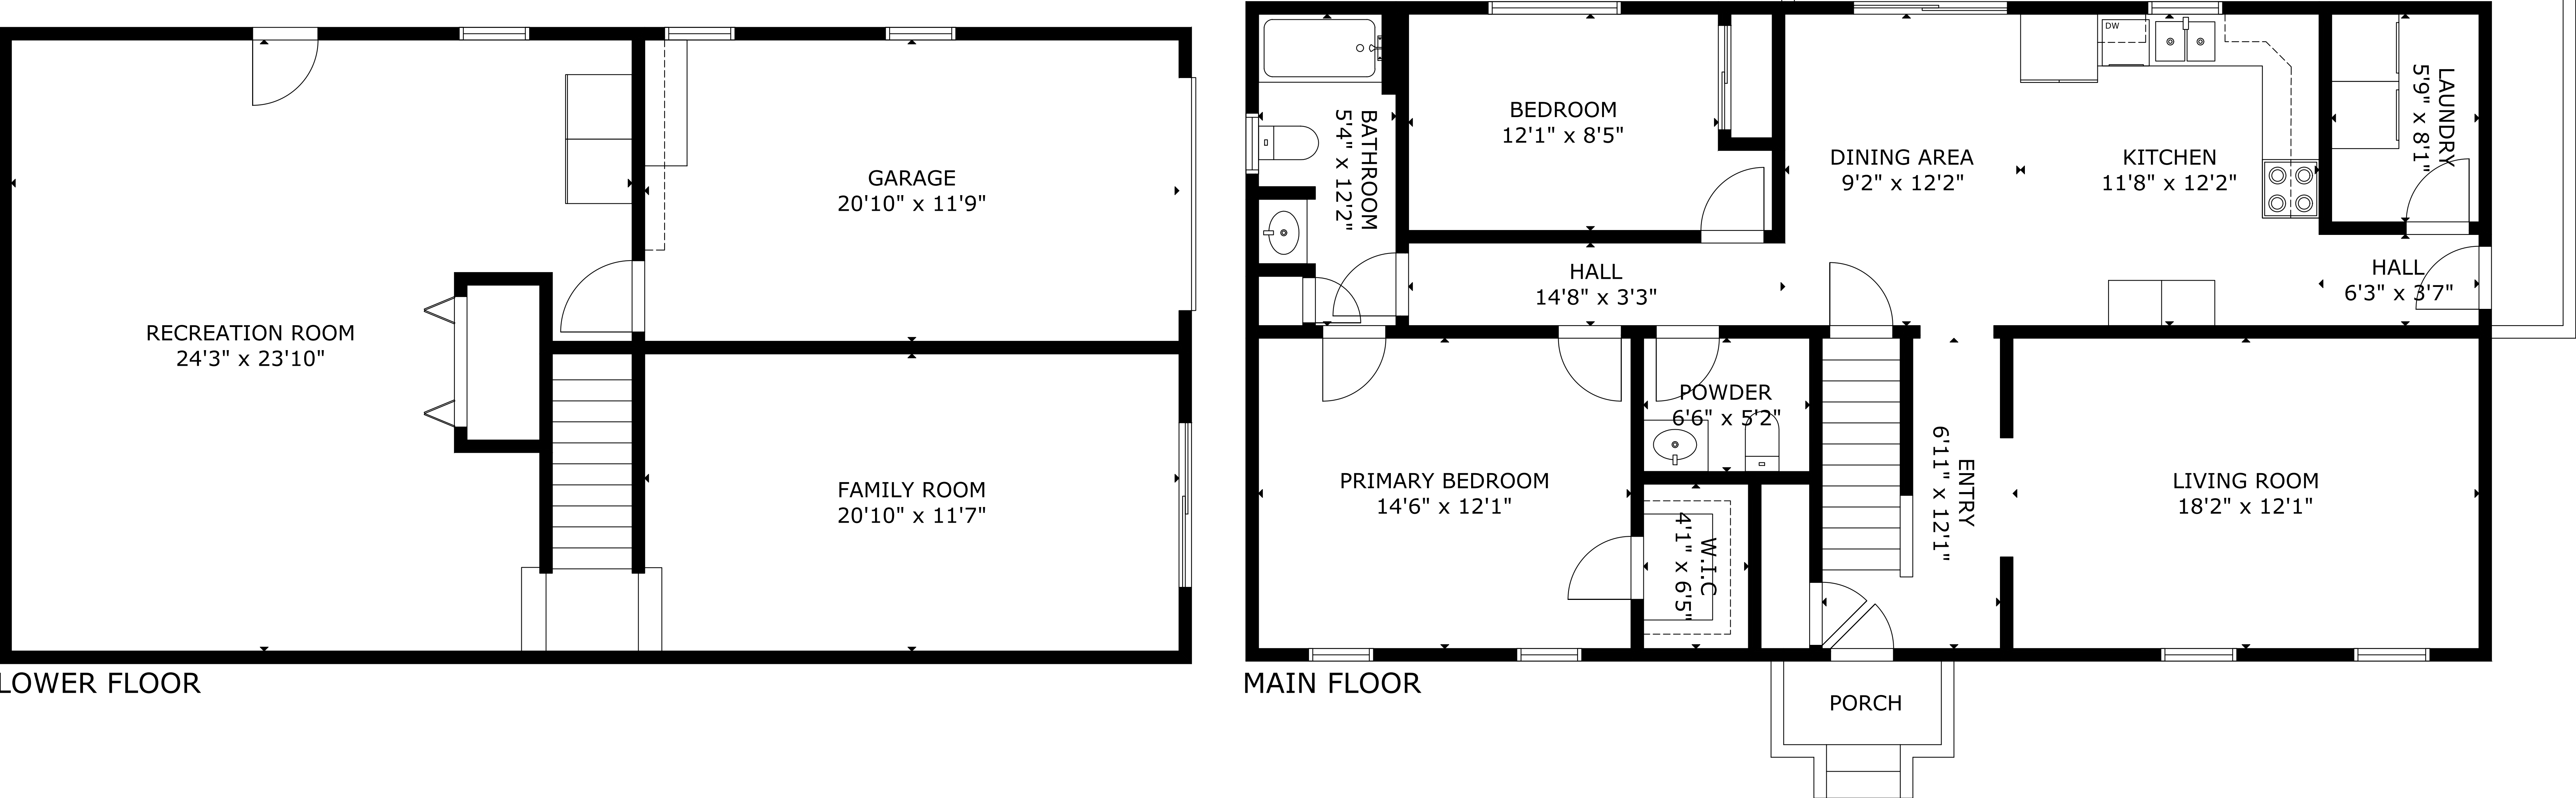 RECREATION ROOM
24'3" x 23'10"
GARAGE
20'10" x 11'9"
FAMILY ROOM
20'10" x 11'7"
LOWER FLOOR
BATHROOM
5'4" x 12'2"
BEDROOM
12'1" x 8'5"
DINING AREA
9'2" x 12'2"
DW
KITCHEN
11'8" x 12'2"
LAUNDRY
5'9" x 8'1"
HALL
14'8" x 3'3"
HALL
6'3" x 3'7"
PRIMARY BEDROOM
14'6" x 12'1"
POWDER
6'6" x 5'2"
W.I.C
4'1" x 6'5"
ENTRY
6'11" x 12'1"
LIVING ROOM
18'2" x 12'1"
MAIN FLOOR
PORCH